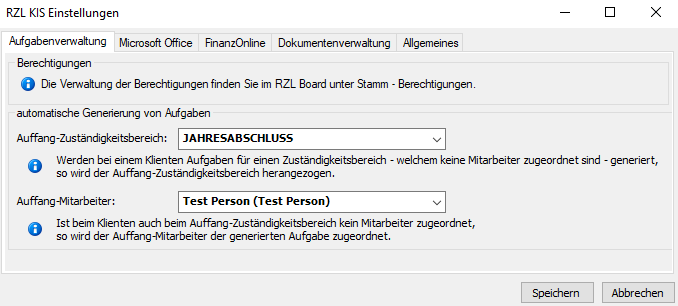 RZL KIS Einstellungen
Aufgabenverwaltung Microsoft Office FinanzOnline Dokumentenverwaltung Allgemeines
Berechtigungen
Die Verwaltung der Berechtigungen finden Sie im RZL Board unter Stamm - Berechtigungen.
automatische Generierung von Aufgaben
Auffang-Zuständigkeitsbereich: JAHRESABSCHLUSS
Werden bei einem Klienten Aufgaben für einen Zuständigkeitsbereich - welchem keine Mitarbeiter zugeordnet sind - generiert,
so wird der Auffang-Zuständigkeitsbereich herangezogen.
Auffang-Mitarbeiter: Test Person (Test Person)
Ist beim Klienten auch beim Auffang-Zuständigkeitsbereich kein Mitarbeiter zugeordnet,
so wird der Auffang-Mitarbeiter der generierten Aufgabe zugeordnet.
Speichern Abbrechen